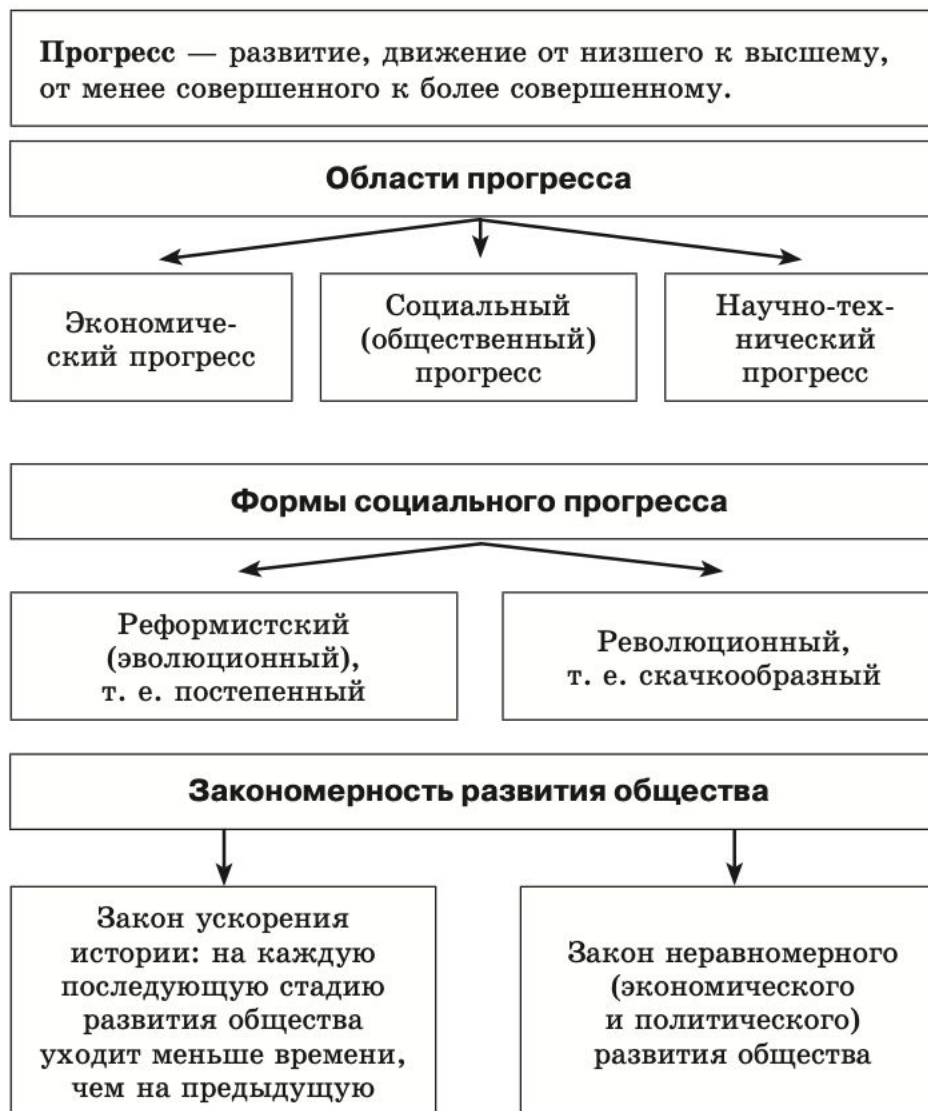 Прогресс — развитие, движение от низшего к высшему,
от менее совершенного к более совершенному.
Области прогресса
Экономиче-
ский прогресс
Социальный
(общественный)
прогресс
Научно-тех-
нический
прогресс
Формы социального прогресса
Реформистский
(эволюционный),
т. е. постепенный
Революционный,
т. е. скачкообразный
Закономерность развития общества
Закон ускорения
истории: на каждую
последующую стадию
развития общества
уходит меньше времени,
чем на предыдущую
Закон неравномерного
(экономического
и политического)
развития общества